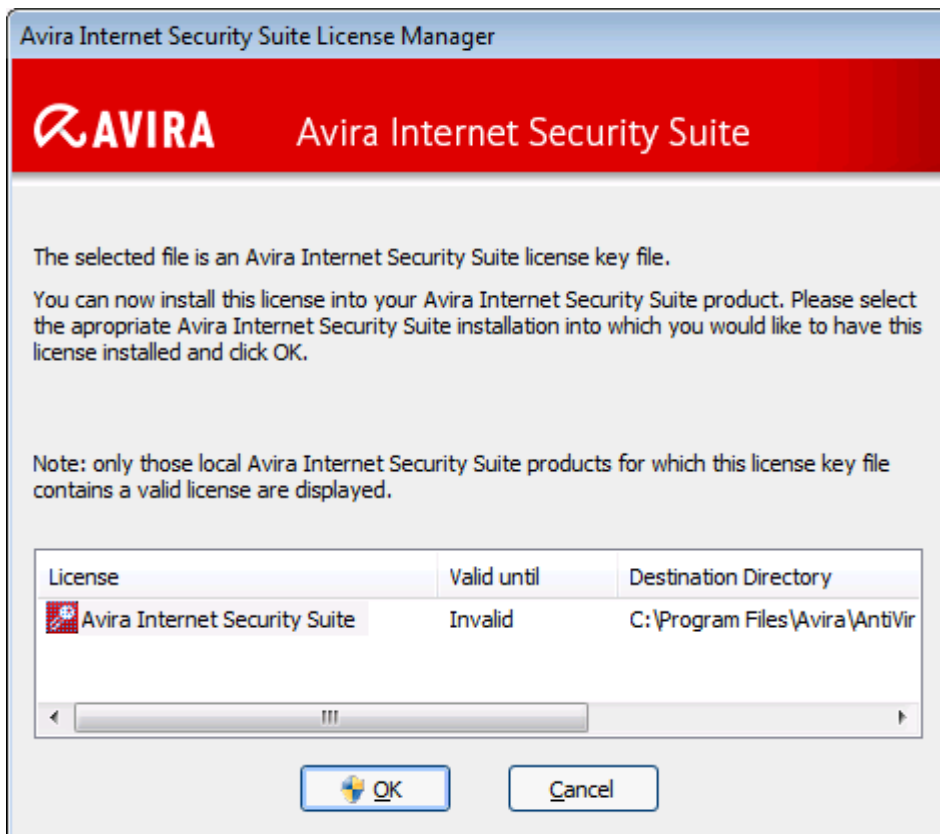 Avira Internet Security Suite License Manager
AVIRA
Avira Internet Security Suite
The selected file is an Avira Internet Security Suite license key file.
You can now install this license into your Avira Internet Security Suite product. Please select
the apropriate Avira Internet Security Suite installation into which you would like to have this
license installed and click OK.
Note: only those local Avira Internet Security Suite products for which this license key file
contains a valid license are displayed.
License Valid until Destination Directory
Avira Internet Security Suite Invalid C:\Program Files\Avira\AntiVir
OK Cancel